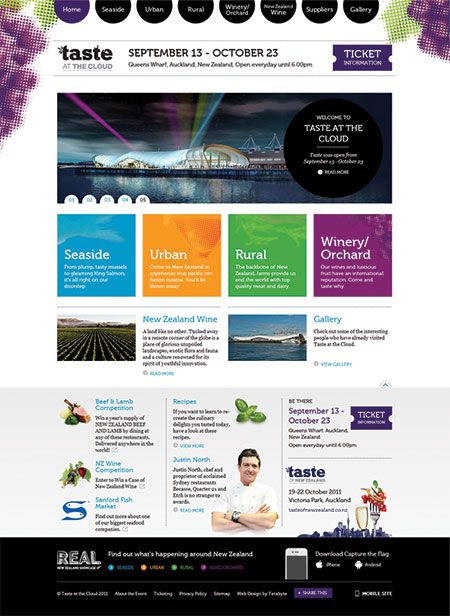 Home
Seaside
Urban
Rural
Winery/
Orchard
New Zealand
Wine
Suppliers
Gallery
taste
AT THE CLOUD
SEPTEMBER 13 - OCTOBER 23
Queens Wharf, Auckland, New Zealand, Open everyday until 6.00pm
TICKET
INFORMATION
WELCOME TO
TASTE AT THE
CLOUD
Taste was open from
September 13 - October 23
READ MORE
01
02
03
04
05
Seaside
From plump, tasty mussels
to gleaming King Salmon,
it's all right on our
doorstep.
Urban
Come to New Zealand
to experience true pacific rim
fusion cuisine. You'll be
blown away.
Rural
The backbone of New
Zealand, farms provide us
and the world with top
quality meat and dairy
Winery/
Orchard
Our wines and luscious
fruit have an international
reputation. Come and
taste why.
New Zealand Wine
A land like no other. Tucked away
in a remote corner of the globe is a
place of glorious unspoiled
landscapes, exotic flora and fauna
and a culture renowned for its
spirit of youthful innovation.
READ MORE
Gallery
Check out some of the interesting
people who have already visited
Taste at the Cloud.
VIEW GALLERY
Beef & Lamb
Competition
Win a year's supply of
NEW ZEALAND BEEF
AND LAMB by dining at
any of these restaurants.
Delivered anywhere in the
world!
NZ Wine
Competition
Enter to Win a Case of
New Zealand Wine
Sanford Fish
Market
Find out more about one
of our biggest seafood
companies.
Recipes
If you want to learn to re-
create the culinary
delights you tasted today,
have a look at these
recipes.
VIEW MORE
Justin North
Justin North, chef and
proprietor of acclaimed
Sydney restaurants
Becasse, Quarter 21 and
Etch is no stranger to
awards.
READ MORE
BE THERE
September 13 -
October 23
Queens Wharf, Auckland,
New Zealand
Open everyday until 6.00pm
TICKET
INFORMATION
taste
OF NEW ZEALAND
19-22 October 2011
Victoria Park, Auckland
tasteofnewzealand.co.nz
REAL
NEW ZEALAND SHOWCASE
Find out what's happening around New Zealand
SEASIDE
URBAN
RURAL
WINE/ORCHARD
Download Capture the Flag
iPhone
Android
© Taste at the Cloud 2011
About the Event
Ticketing
Privacy Policy
Sitemap
Web Design by Terabyte
SHARE THIS
MOBILE SITE